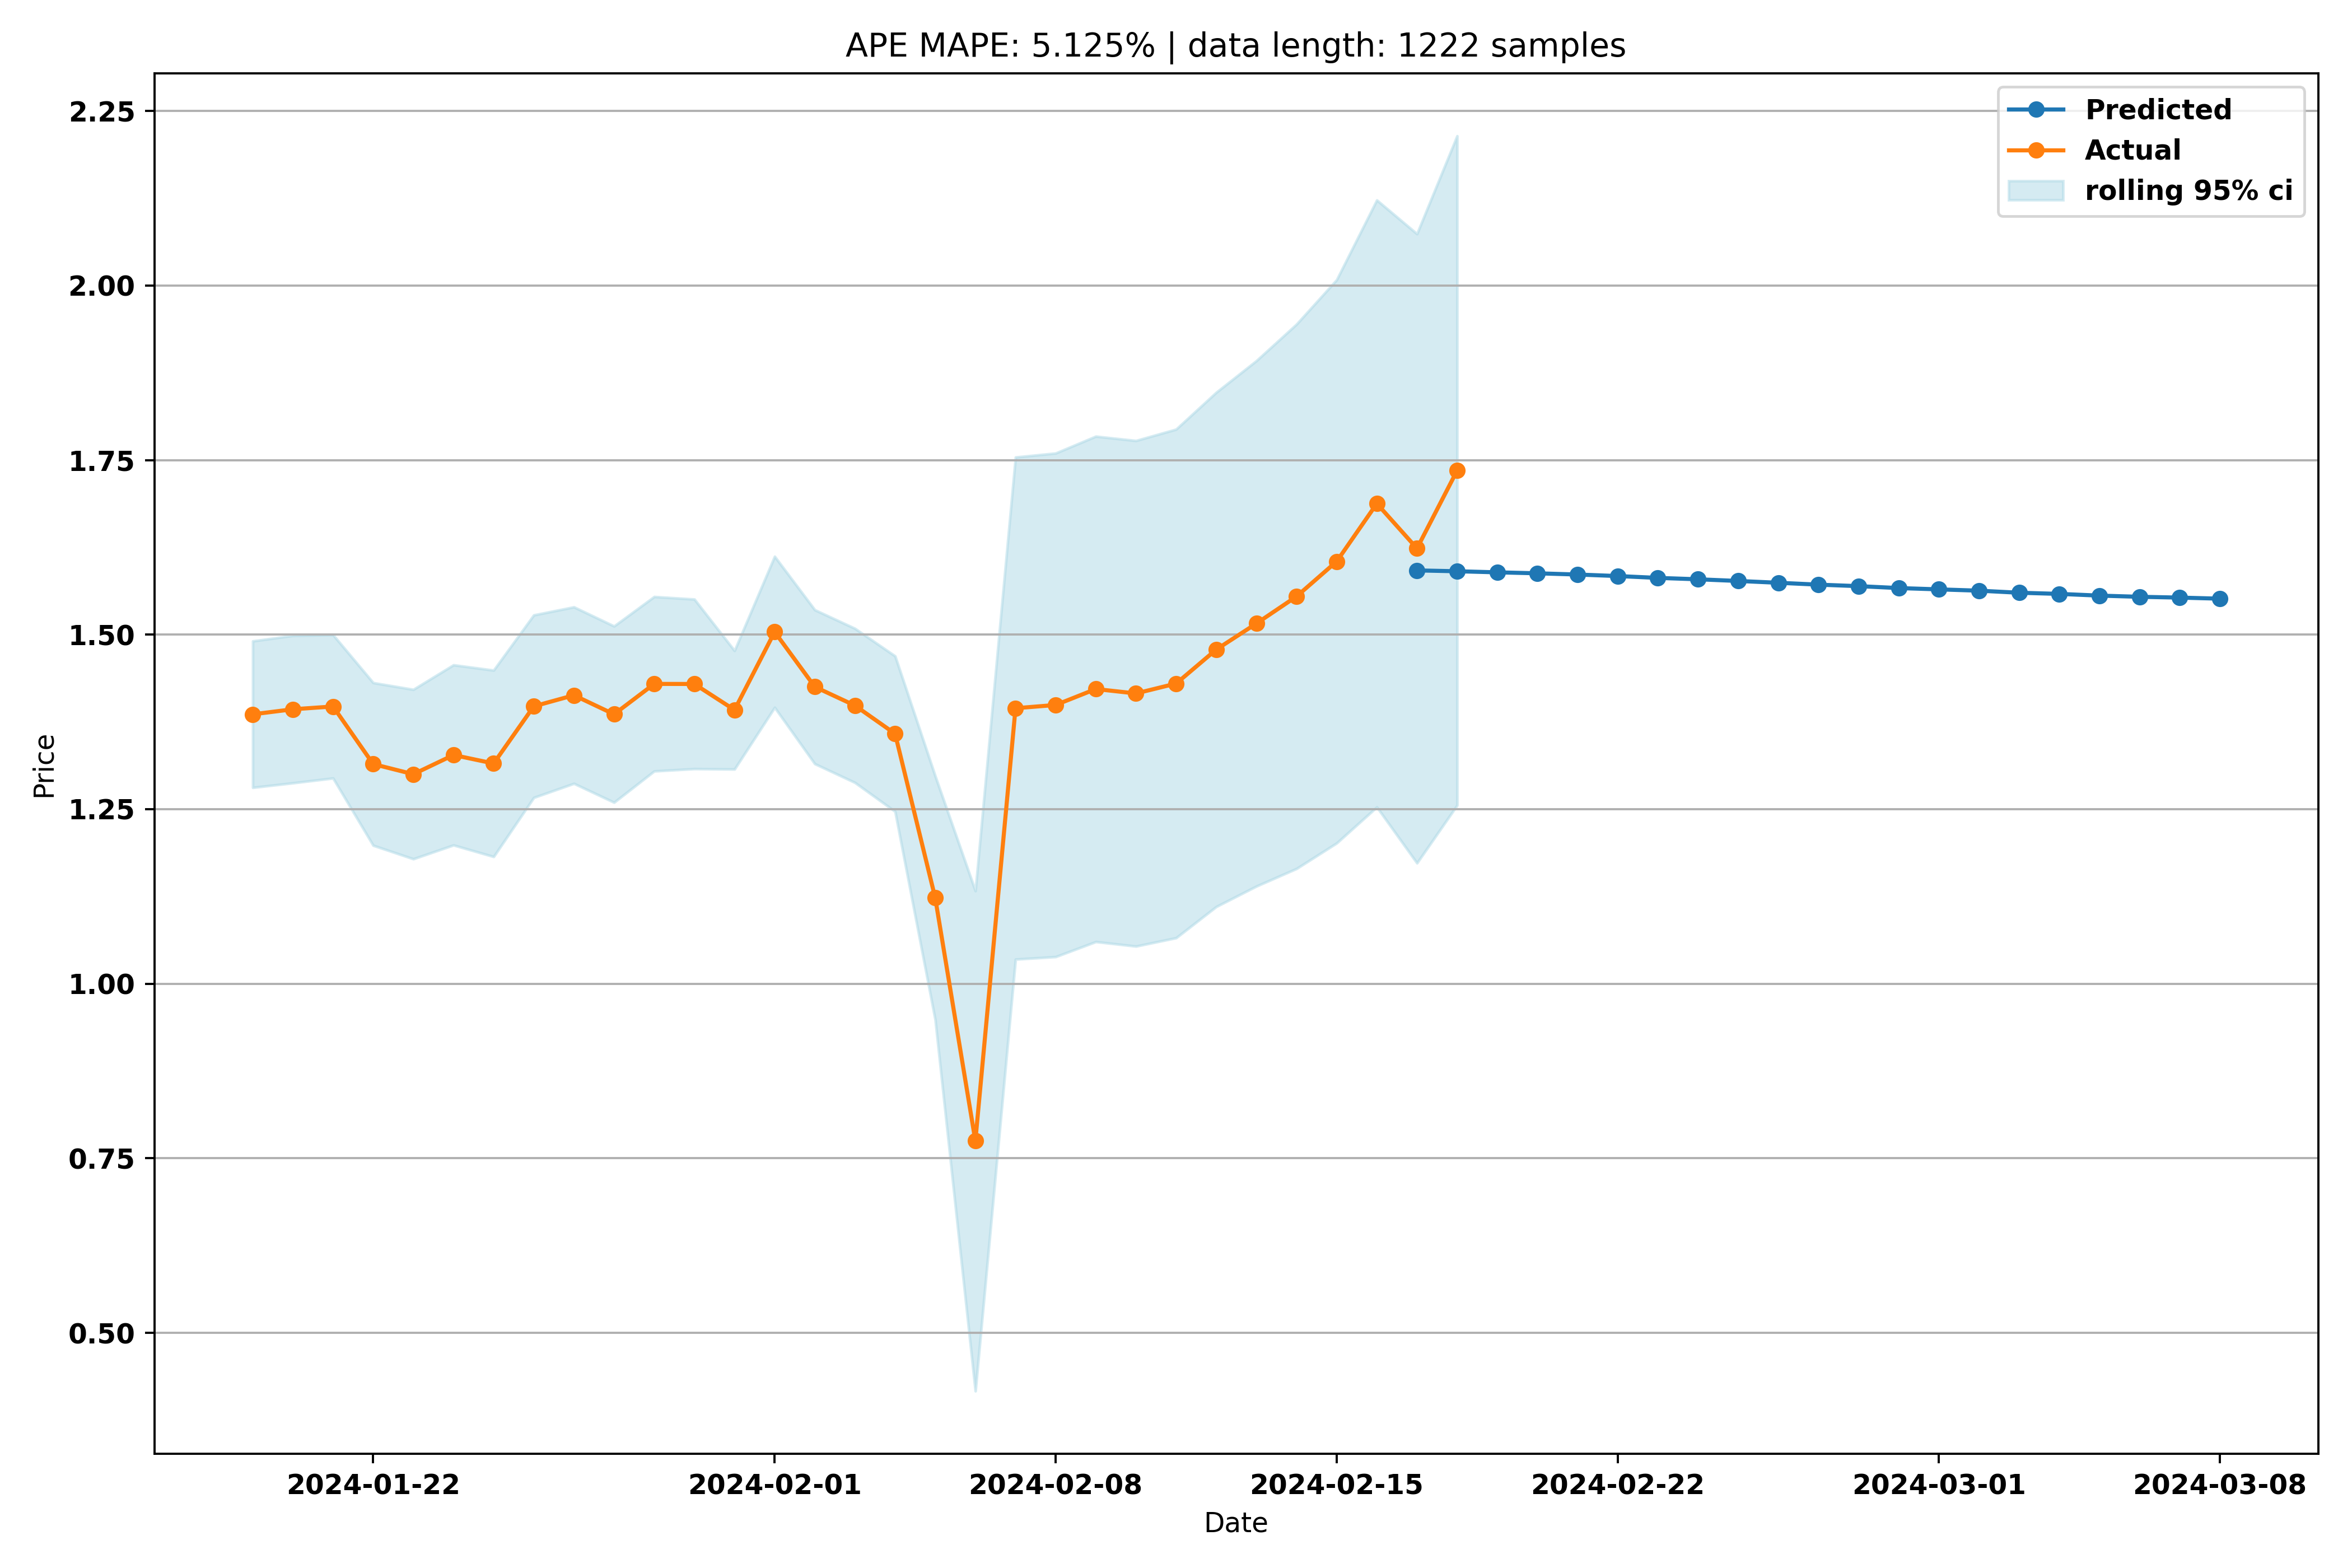 APE MAPE: 5.125% | data length: 1222 samples
2.25
2.00
1.75
1.50
1.25
1.00
0.75
0.50
Price
Predicted
Actual
rolling 95% ci
2024-01-22
2024-02-01
2024-02-08
2024-02-15
2024-02-22
2024-03-01
2024-03-08
Date